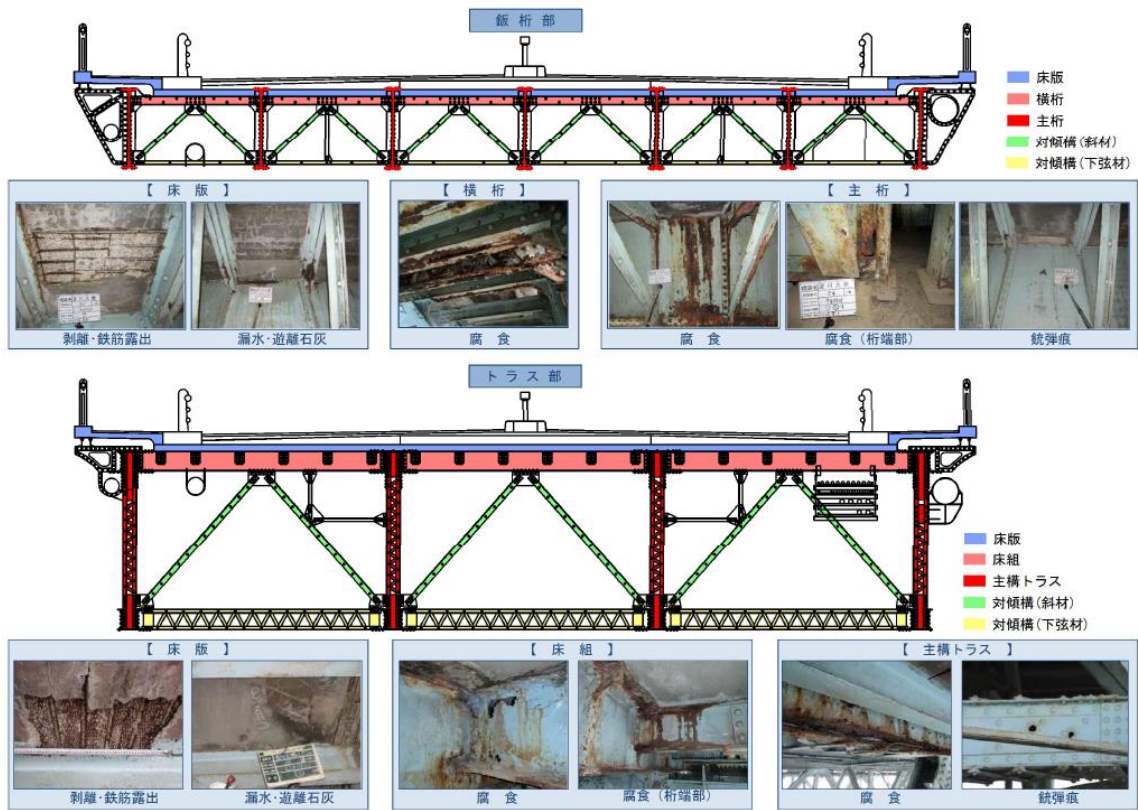 鈑桁部
床版
横桁
主桁
対傾構(斜材)
対傾構(下弦材)
【 床 版 】
【 横 桁 】
【 主 桁 】
剥離・鉄筋露出
漏水・遊離石灰
腐 食
腐 食
腐食(桁端部)
銃弾痕
トラス部
床版
床組
主構トラス
対傾構(斜材)
対傾構(下弦材)
【 床 版 】
【 床 組 】
【 主構トラス 】
剥離・鉄筋露出
漏水・遊離石灰
腐 食
腐食(桁端部)
腐 食
銃弾痕